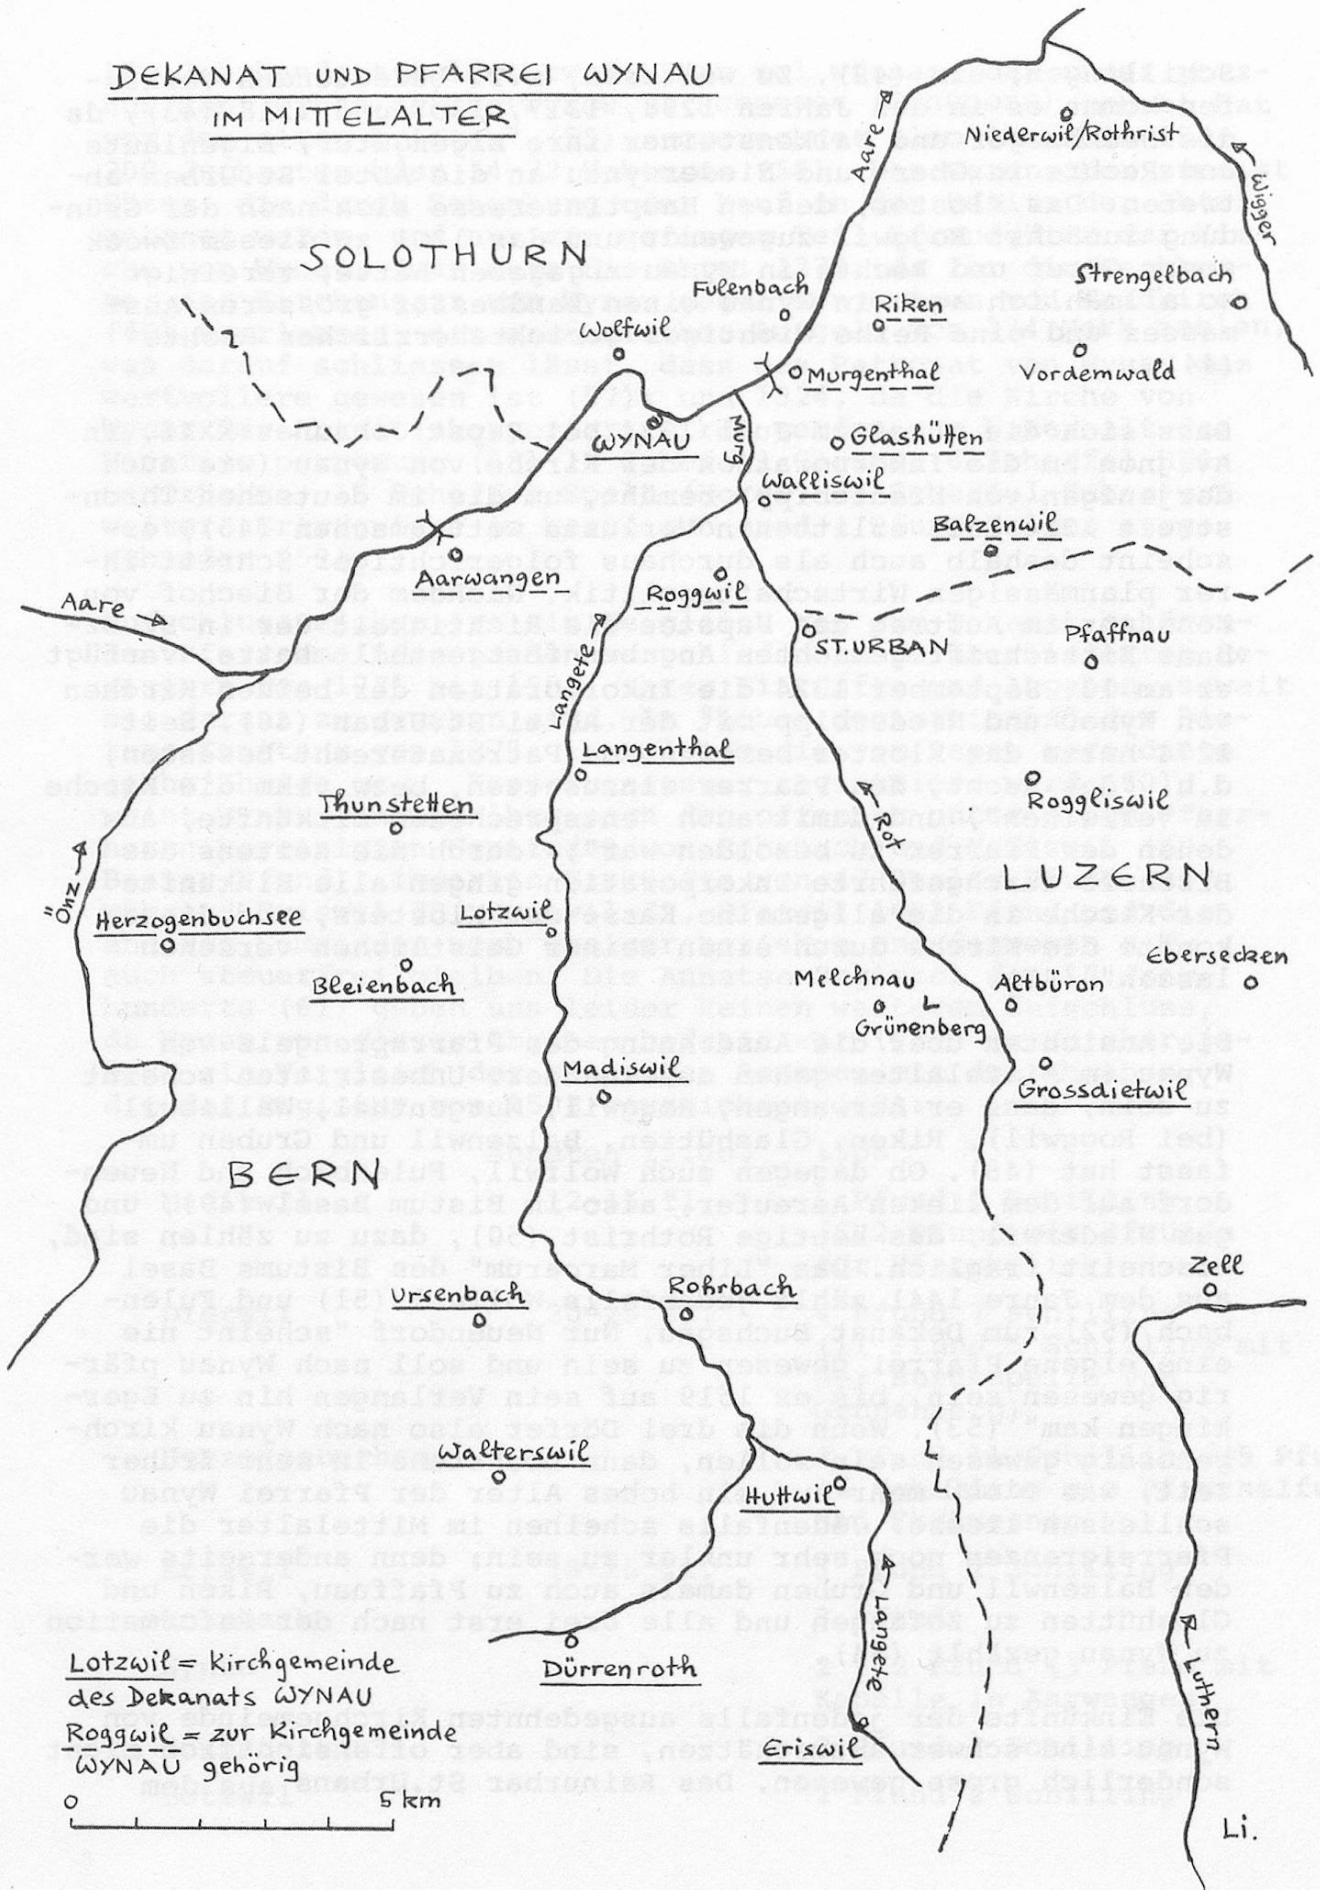 DEKANAT UND PFARREI WYNAU
IM MITTELALTER
Aare
Niederwil/Rothrist
Wigger
SOLOTHURN
Strengelbach
Fulenbach
Riken
Wolfwil
Vordemwald
Murgenthal
WYNAU
Murg
Glashütten
Walliswil
Balzenwil
Aarwangen
Roggwil
Aare
ST.URBAN
Pfaffnau
Langete
Langenthal
Thunstetten
Roggliswil
Rot
LUZERN
Önz
Herzogenbuchsee
Lotzwil
Bleienbach
Ebersecken
Melchnau
Altbüron
Grünenberg
Madiswil
Grossdietwil
BERN
Zell
Ursenbach
Rohrbach
Walterswil
Huttwil
Langete
Dürrenroth
Luthern
Eriswil
Lotzwil = Kirchgemeinde
des Dekanats WYNAU
Roggwil = zur Kirchgemeinde
WYNAU gehörig
0 5 km
Li.